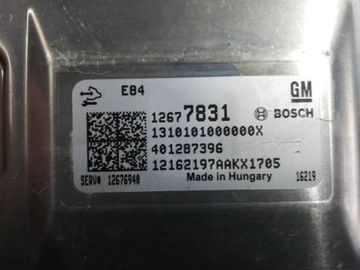 E84
GM
12677831
BOSCH
1310101000000X
401287396
12162197AAKX1705
Made in Hungary
SERV# 12676940
16219